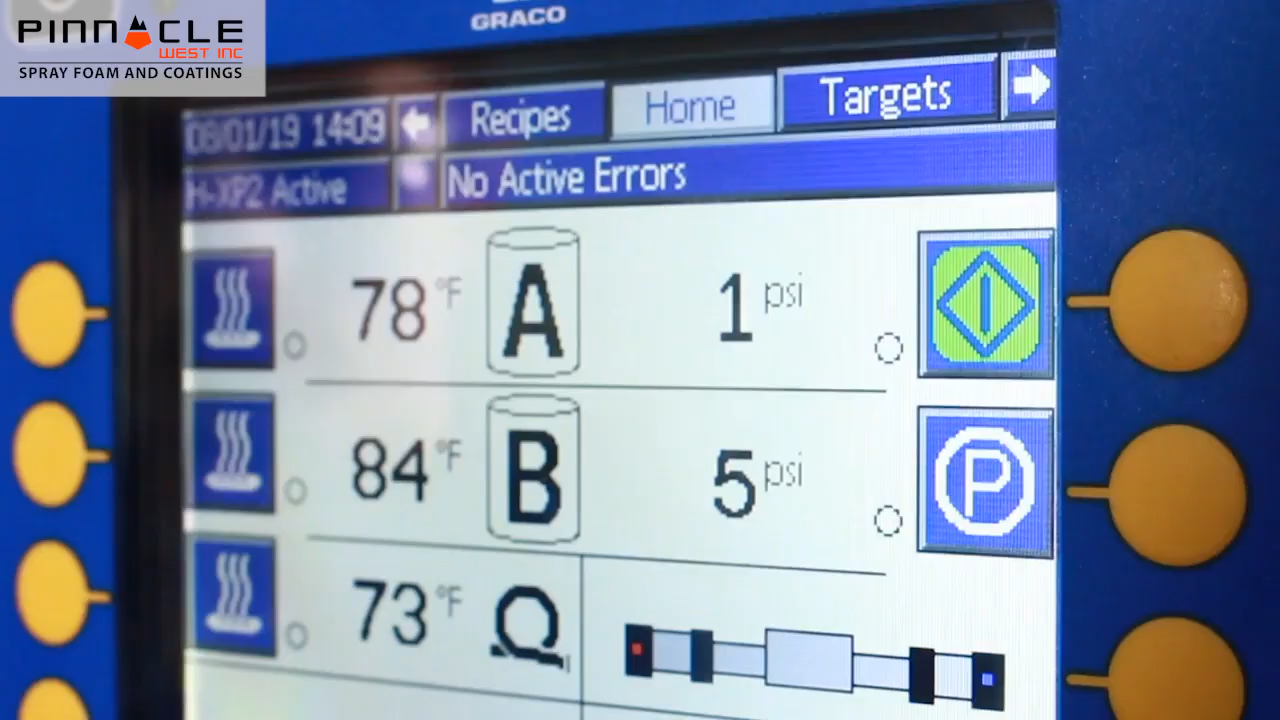 PINNACLE
WEST INC
SPRAY FOAM AND COATINGS
GRACO
08/01/19 14:09
Recipes
Home
Targets
H-XP2 Active
No Active Errors
78 °F
A
1 psi
84 °F
B
5 psi
P
73 °F